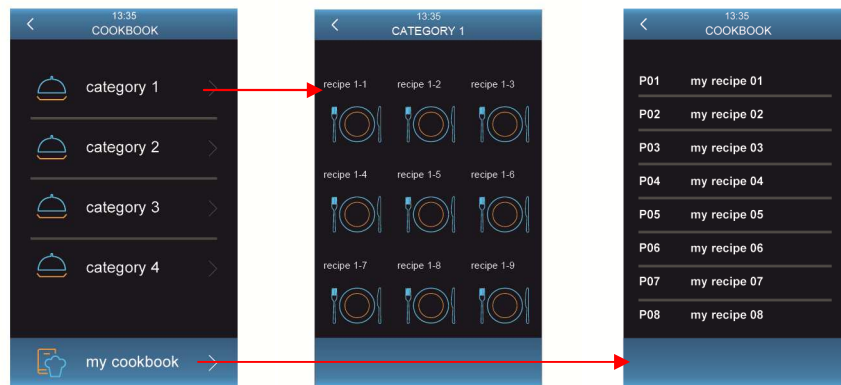 13:35
COOKBOOK
category 1
category 2
category 3
category 4
my cookbook
13:35
CATEGORY 1
recipe 1-1 recipe 1-2 recipe 1-3
recipe 1-4 recipe 1-5 recipe 1-6
recipe 1-7 recipe 1-8 recipe 1-9
13:35
COOKBOOK
P01 my recipe 01
P02 my recipe 02
P03 my recipe 03
P04 my recipe 04
P05 my recipe 05
P06 my recipe 06
P07 my recipe 07
P08 my recipe 08